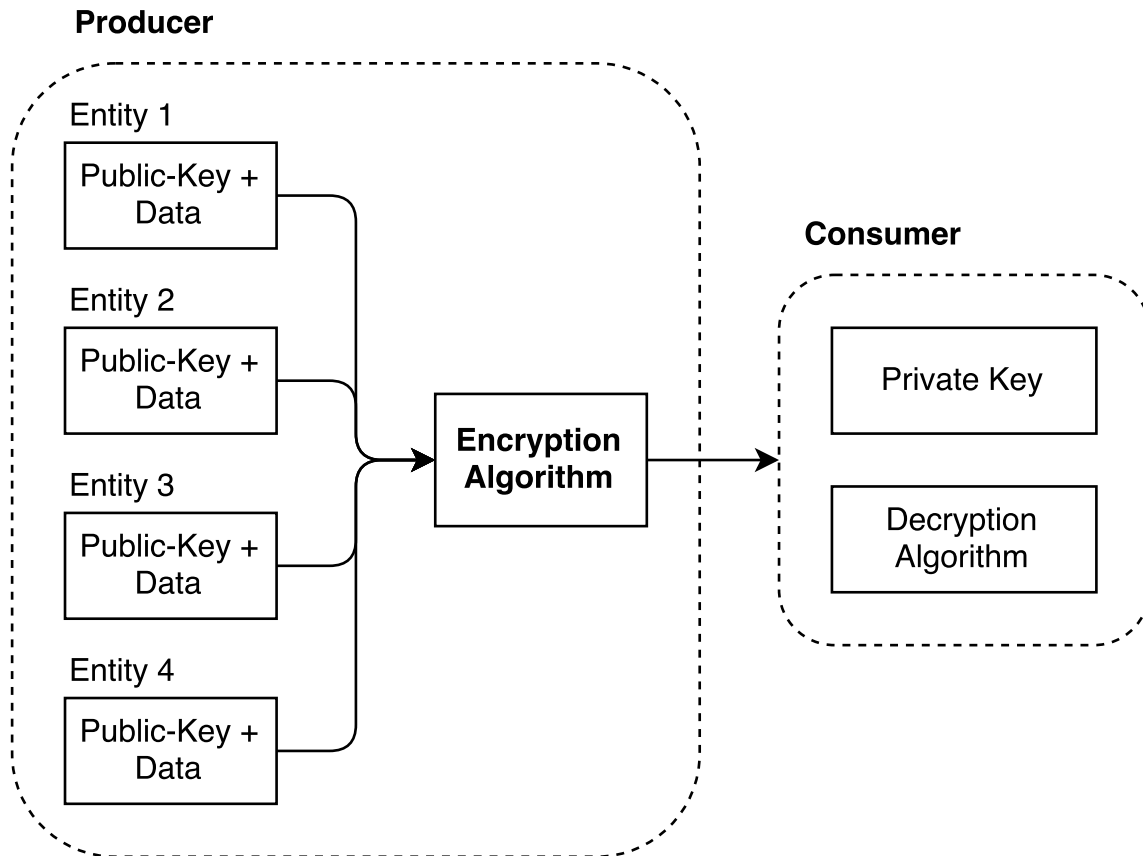 Producer
Entity 1
Public-Key +
Data
Entity 2
Public-Key +
Data
Entity 3
Public-Key +
Data
Entity 4
Public-Key +
Data
Encryption
Algorithm
Consumer
Private Key
Decryption
Algorithm